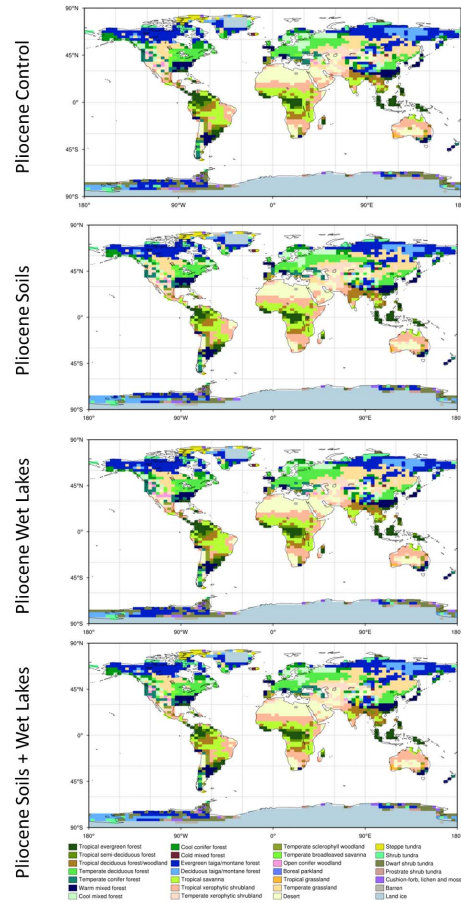 Pliocene Control
90°N
45°N
0°
45°S
90°S
180° 90°W 0° 90°E 180°
Pliocene Soils
90°N
45°N
0°
45°S
90°S
180° 90°W 0° 90°E 180°
Pliocene Wet Lakes
90°N
45°N
0°
45°S
90°S
180° 90°W 0° 90°E 180°
Pliocene Soils + Wet Lakes
90°N
45°N
0°
45°S
90°S
180° 90°W 0° 90°E 180°
Tropical evergreen forest
Tropical semi-deciduous forest
Tropical deciduous forest/woodland
Temperate deciduous forest
Temperate conifer forest
Warm mixed forest
Cool mixed forest
Cool conifer forest
Cold mixed forest
Evergreen taiga/montane forest
Deciduous taiga/montane forest
Tropical savanna
Tropical xerophytic shrubland
Temperate xerophytic shrubland
Temperate sclerophyll woodland
Temperate broadleaved savanna
Open conifer woodland
Boreal parkland
Tropical grassland
Temperate grassland
Desert
Steppe tundra
Shrub tundra
Dwarf shrub tundra
Prostrate shrub tundra
Cushion-forb, lichen and moss
Barren
Land ice